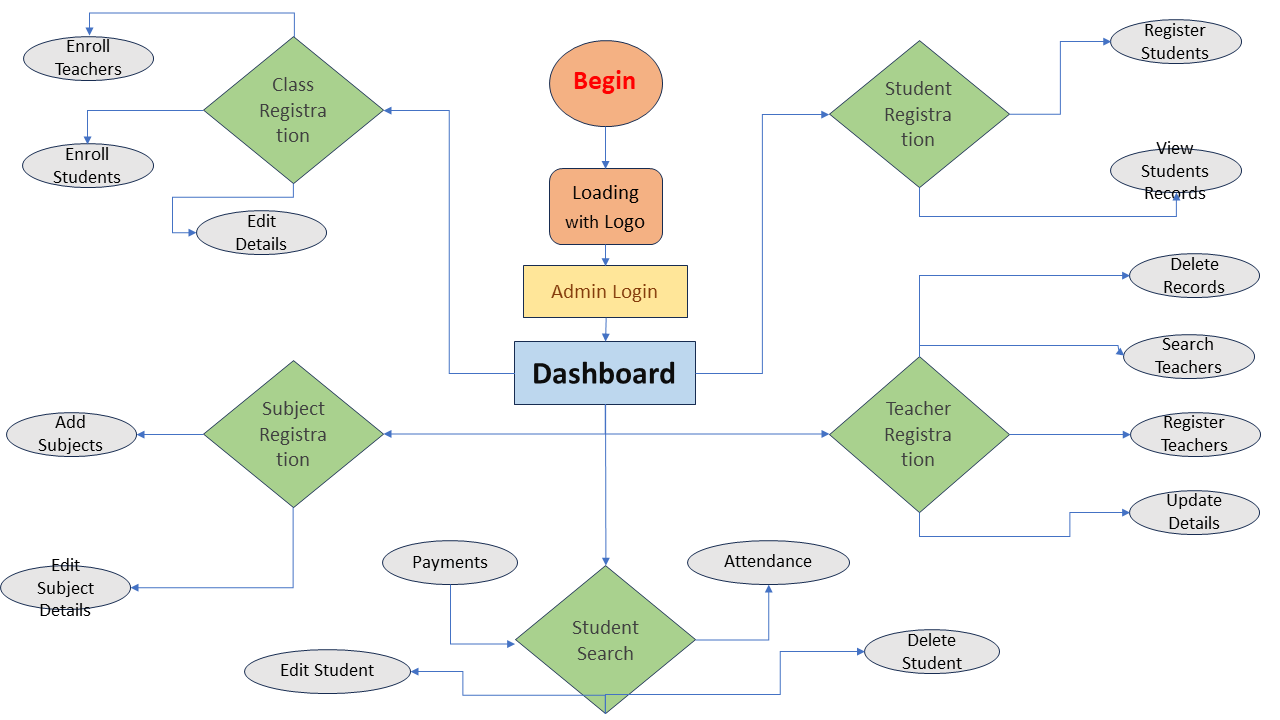 Enroll
Teachers
Class
Registra
tion
Enroll
Students
Edit
Details
Begin
Loading
with Logo
Admin Login
Dashboard
Student
Registra
tion
Register
Students
View
Students
Records
Delete
Records
Search
Teachers
Teacher
Registra
tion
Register
Teachers
Update
Details
Subject
Registra
tion
Add
Subjects
Edit
Subject
Details
Payments
Attendance
Student
Search
Edit Student
Delete
Student